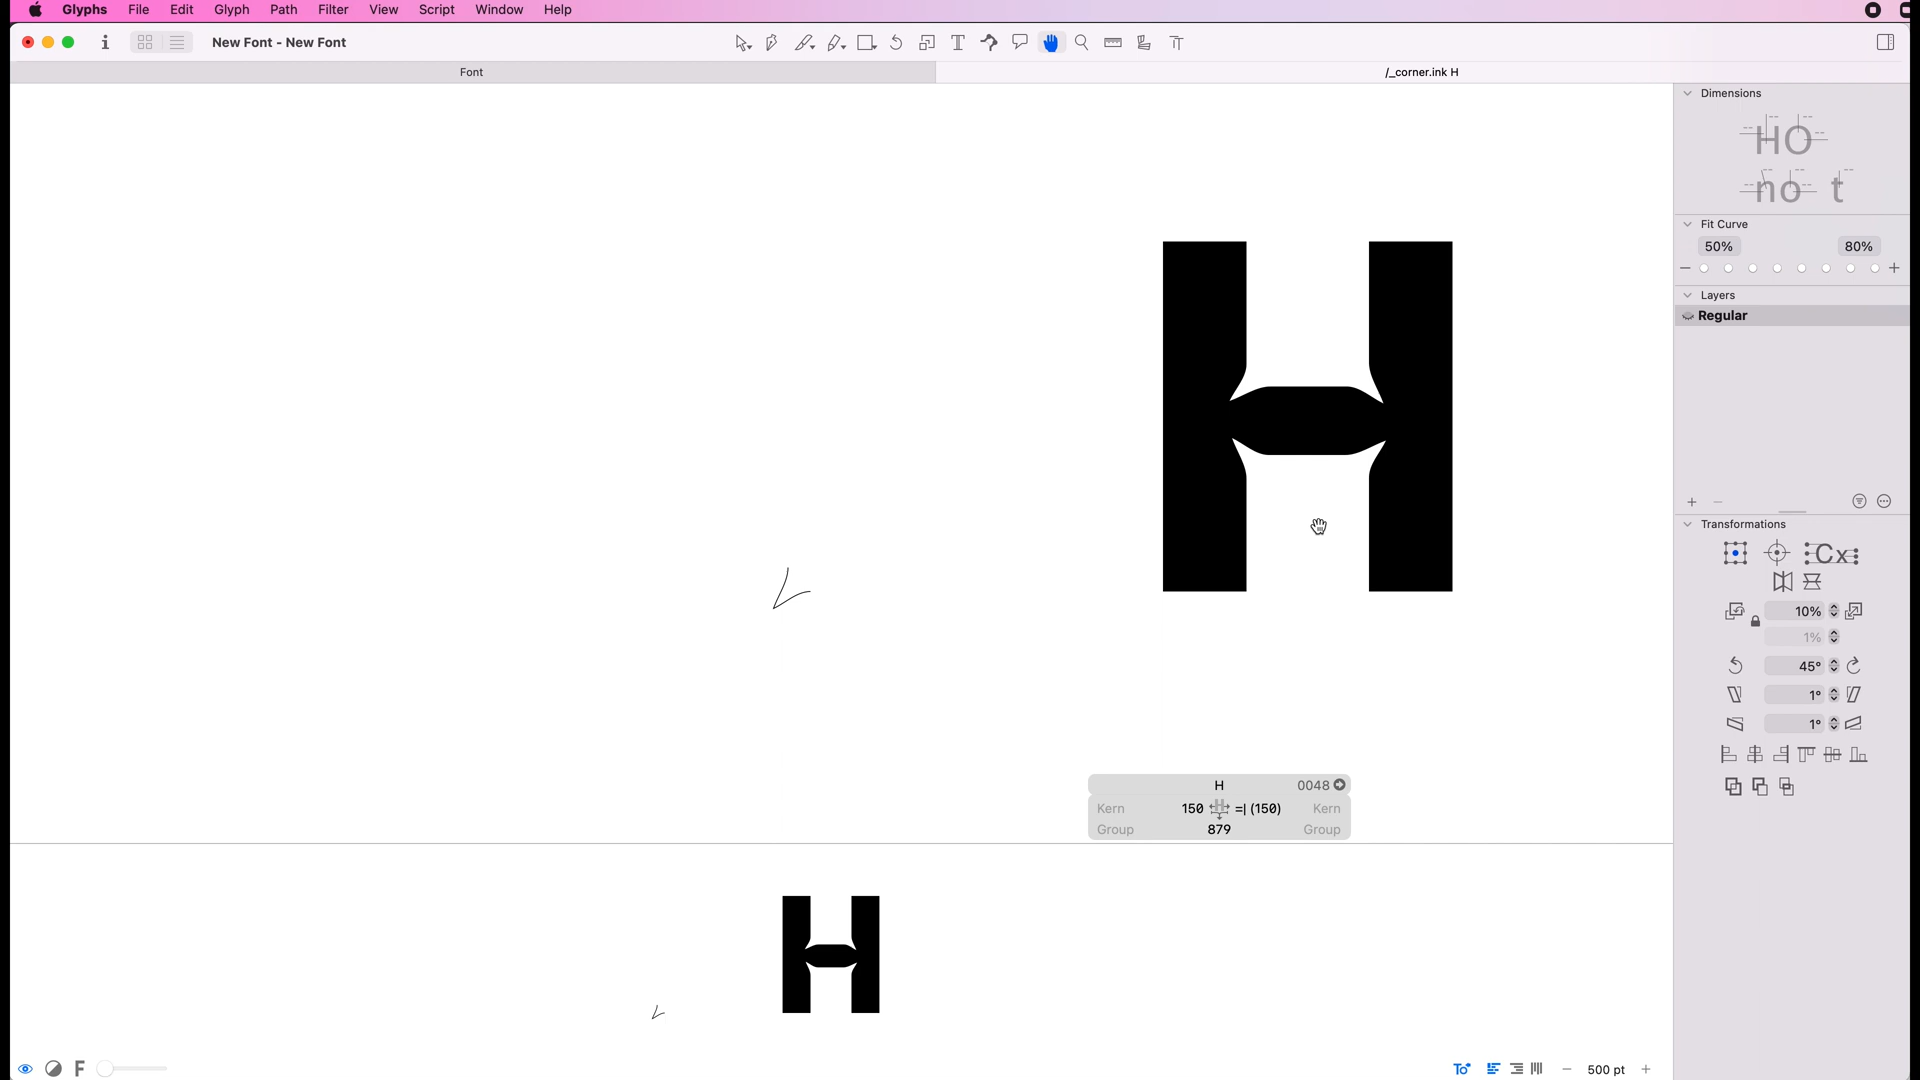 Glyphs File Edit Glyph Path Filter View Script Window Help
New Font - New Font
Font
/_corner.ink H
Dimensions
HO
no t
Fit Curve
50% 80%
Layers
Regular
Transformations
Cx
10%
1%
45°
1°
1°
H 0048
Kern 150 =| (150) Kern
Group 879 Group
H
H
F
500 pt